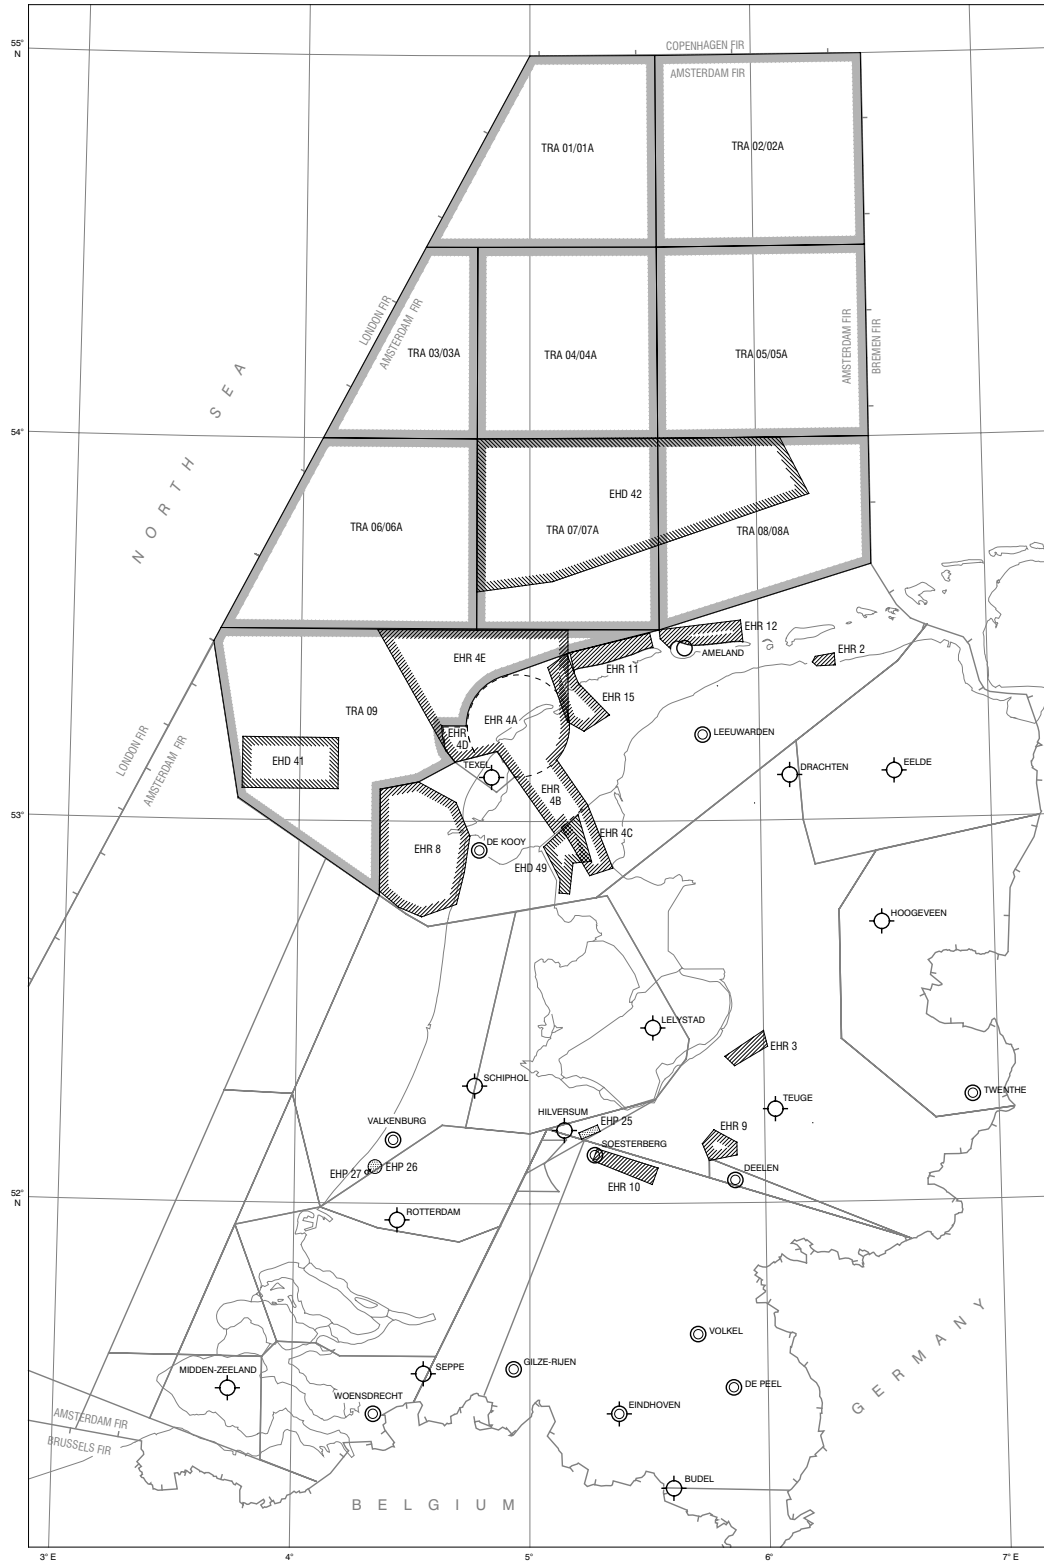 55°
N
COPENHAGEN FIR
AMSTERDAM FIR
TRA 01/01A
TRA 02/02A
LONDON FIR
AMSTERDAM FIR
TRA 03/03A
TRA 04/04A
TRA 05/05A
AMSTERDAM FIR
BREMEN FIR
NORTH SEA
54°
EHD 42
TRA 06/06A
TRA 07/07A
TRA 08/08A
EHR 12
AMELAND
EHR 2
EHR 4E
EHR 11
EHR 15
TRA 09
EHR 4A
EHR
4D
LEEUWARDEN
LONDON FIR
AMSTERDAM FIR
EHD 41
TEXEL
DRACHTEN
EELDE
EHR
4B
53°
EHR 4C
DE KOOY
EHR 8
EHD 49
HOOGEVEEN
LELYSTAD
EHR 3
SCHIPHOL
TWENTHE
TEUGE
VALKENBURG
HILVERSUM
EHP 25
EHR 9
SOESTERBERG
EHP 27
EHP 26
DEELEN
EHR 10
52°
N
ROTTERDAM
VOLKEL
GILZE-RIJEN
MIDDEN-ZEELAND
SEPPE
DE PEEL
WOENSDRECHT
EINDHOVEN
GERMANY
AMSTERDAM FIR
BRUSSELS FIR
BUDEL
BELGIUM
3° E
4°
5°
6°
7° E